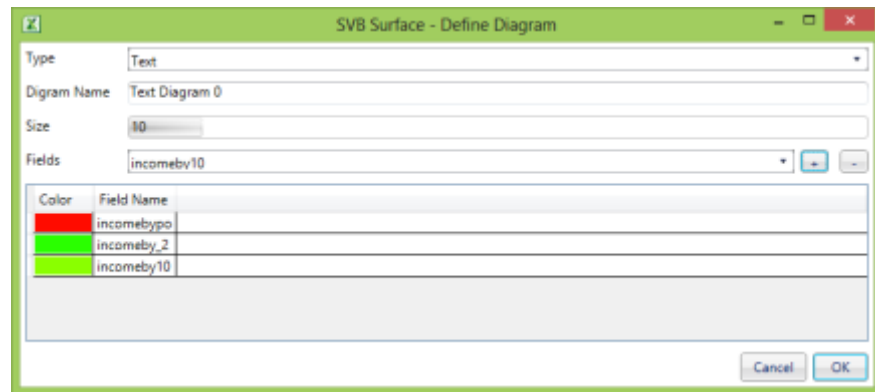 SVB Surface - Define Diagram
Type Text
Digram Name Text Diagram 0
Size 10
Fields incomeby10 + -
Color Field Name
incomebypo
incomeby_2
incomeby10
Cancel OK